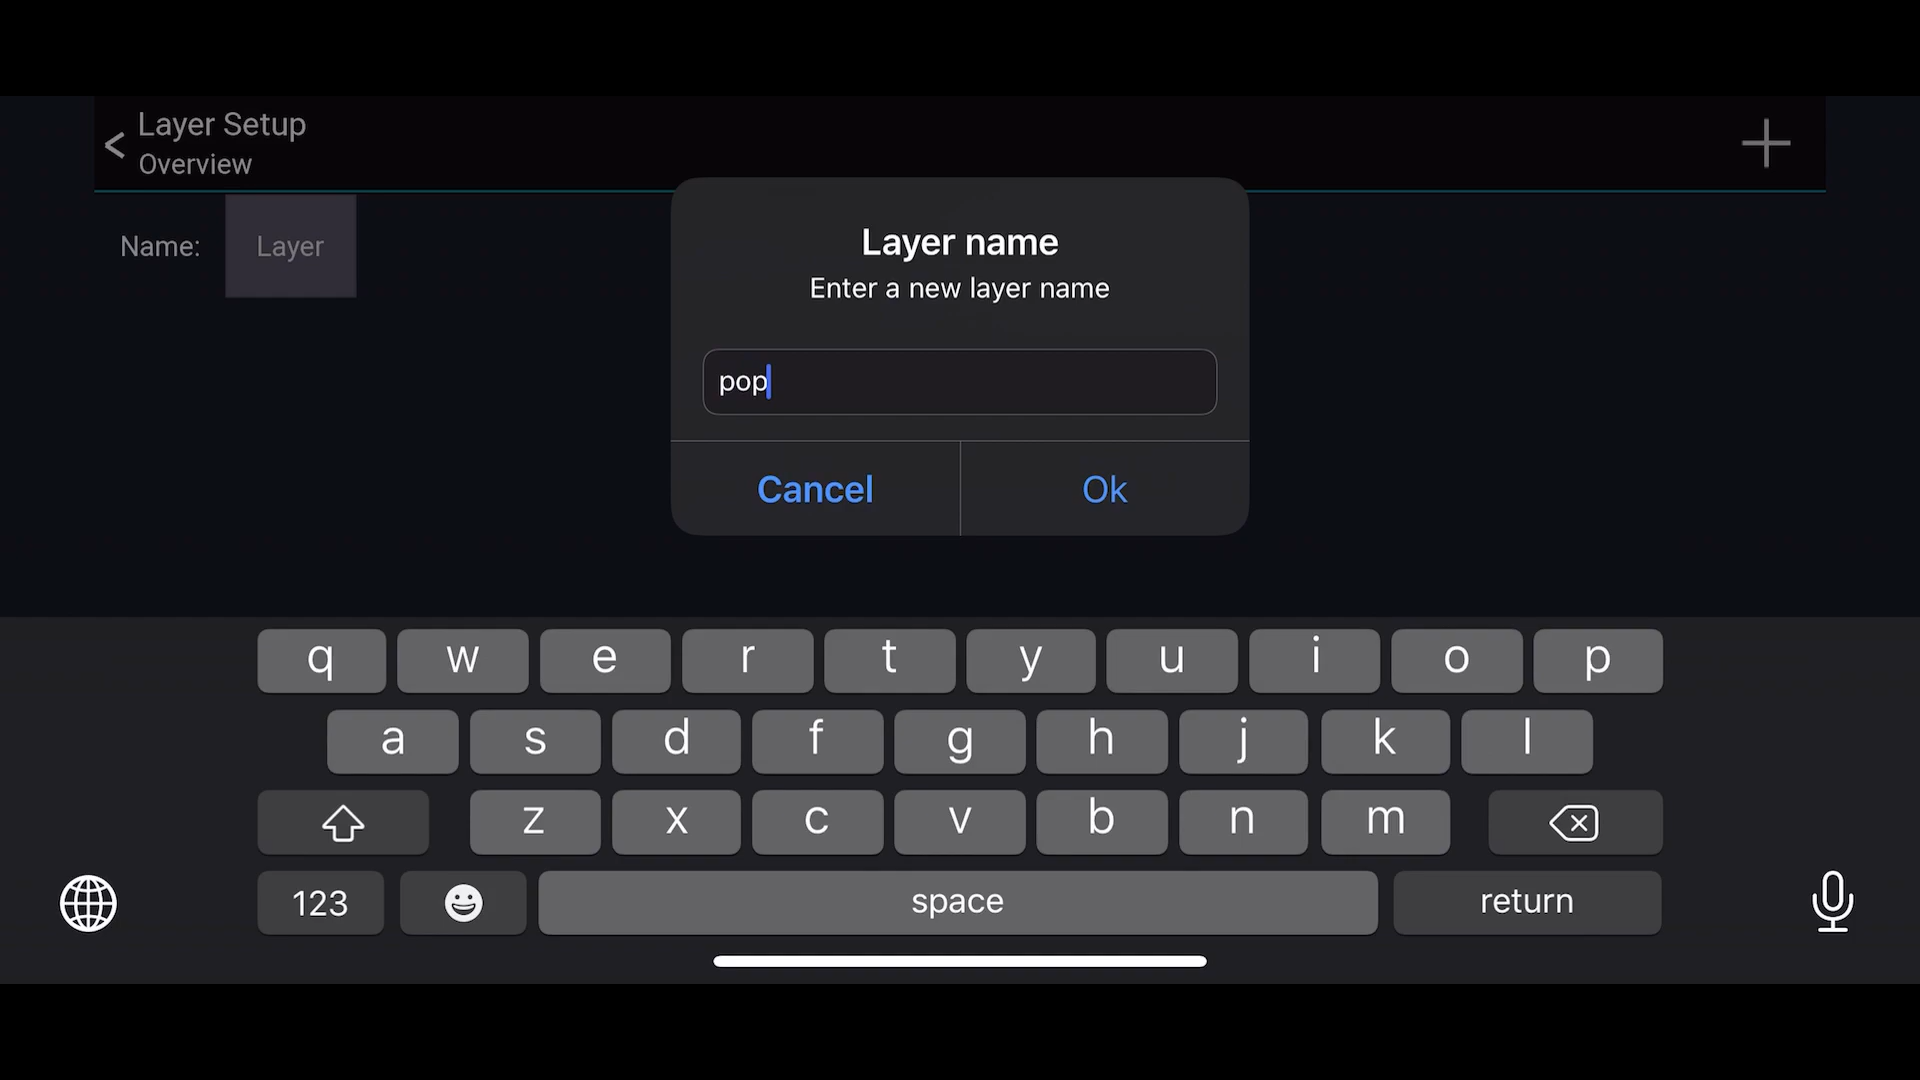 Layer Setup
Overview
Name: Layer
Layer name
Enter a new layer name
pop
Cancel Ok
q w e r t y u i o p
a s d f g h j k l
z x c v b n m
123 space return